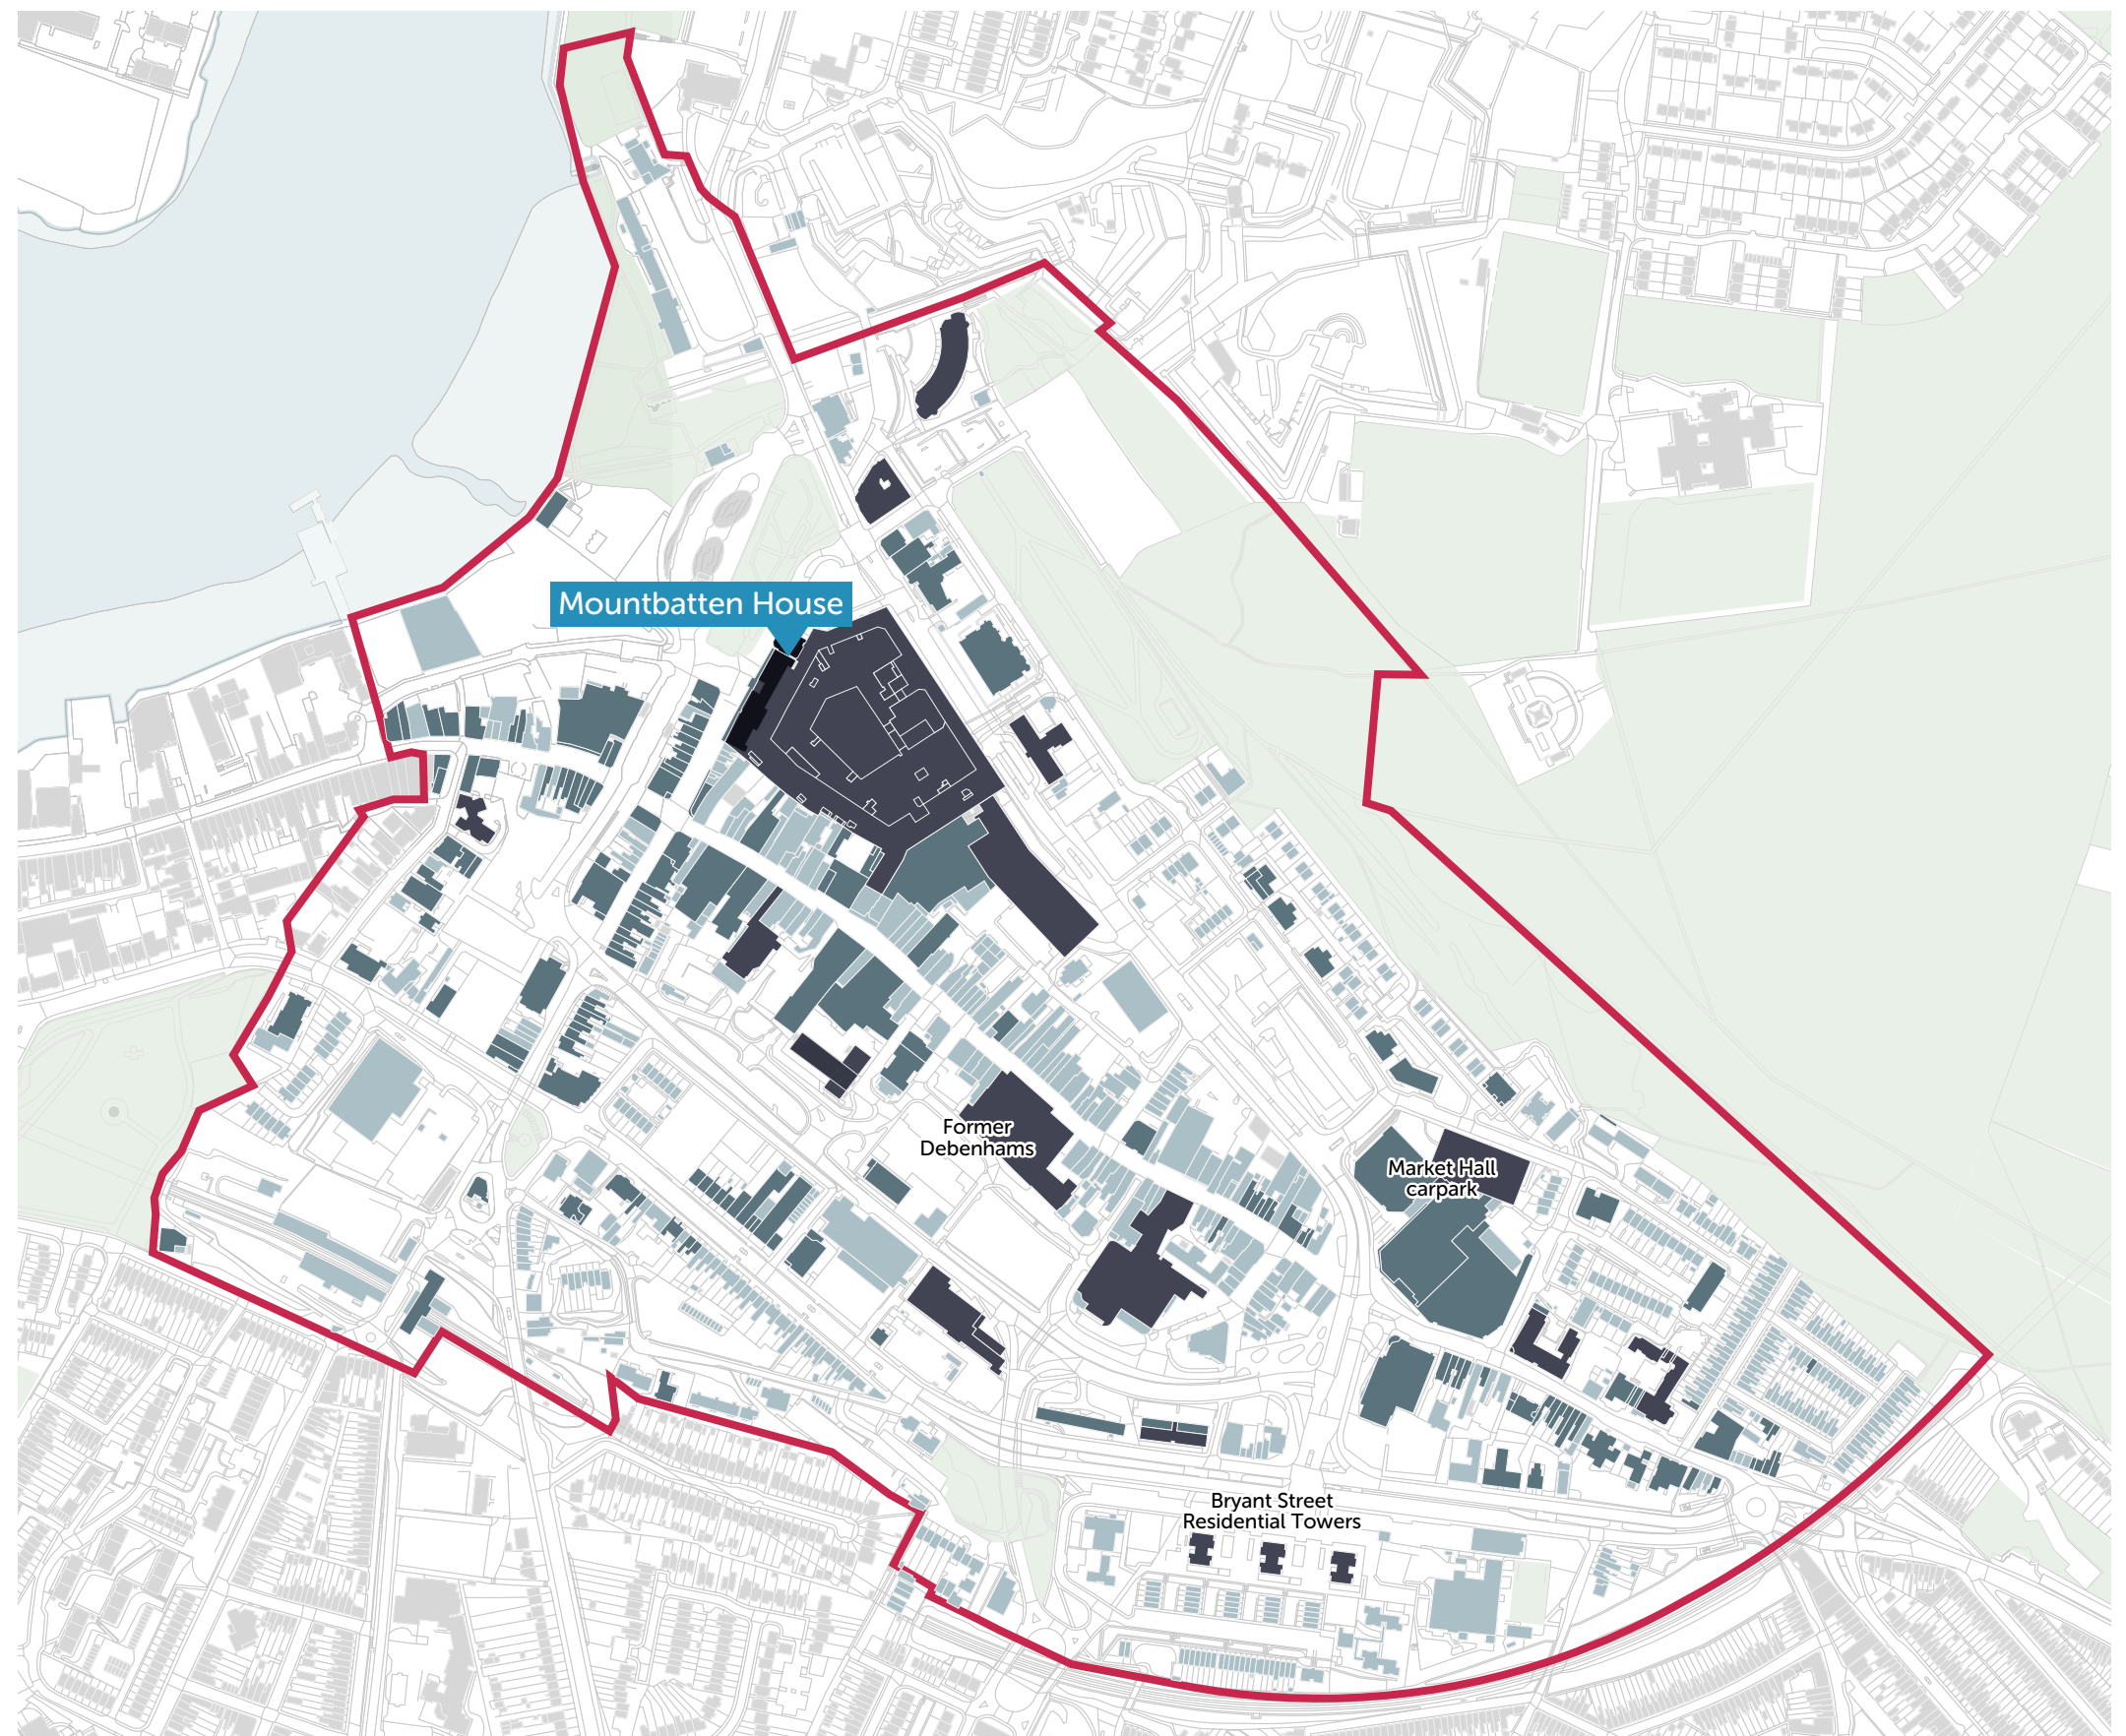 Mountbatten House
Former
Debenhams
Market Hall
carpark
Bryant Street
Residential Towers